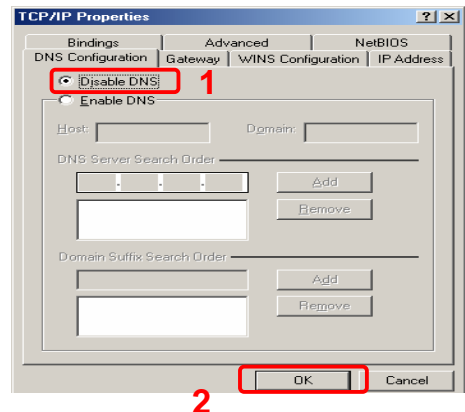 TCP/IP Properties ? ×
Bindings Advanced NetBIOS
DNS Configuration Gateway WINS Configuration IP Address
Disable DNS 1
Enable DNS
Host: Domain:
DNS Server Search Order
. . . Add
Remove
Domain Suffix Search Order
Add
Remove
OK Cancel
2